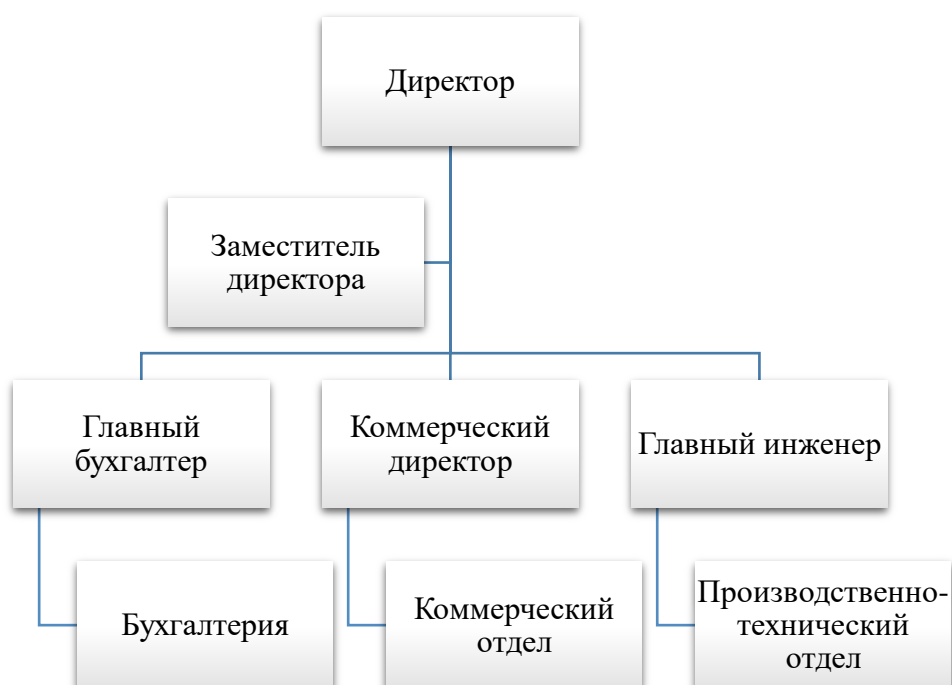 Директор
Заместитель
директора
Главный
бухгалтер
Коммерческий
директор
Главный инженер
Бухгалтерия
Коммерческий
отдел
Производственно-
технический
отдел